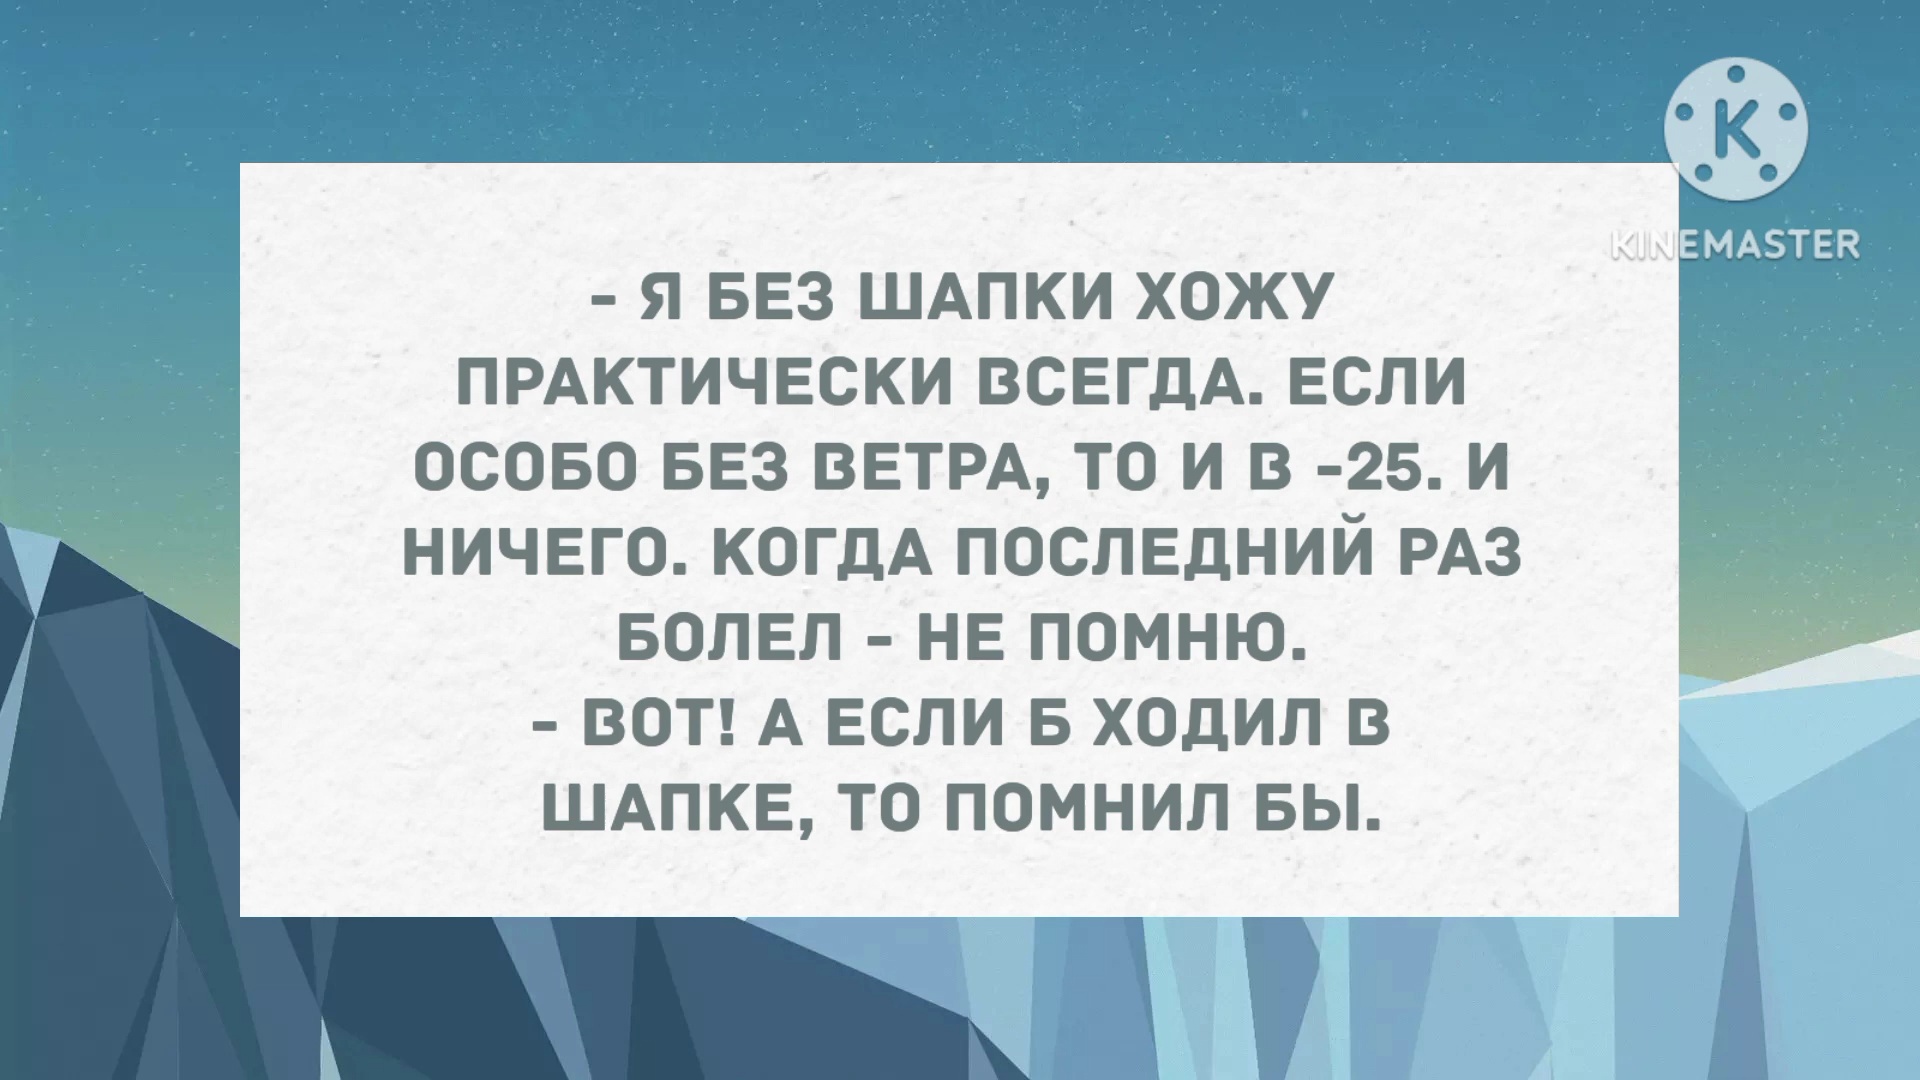 - Я БЕЗ ШАПКИ ХОЖУ
ПРАКТИЧЕСКИ ВСЕГДА. ЕСЛИ
ОСОБО БЕЗ ВЕТРА, ТО И В -25. И
НИЧЕГО. КОГДА ПОСЛЕДНИЙ РАЗ
БОЛЕЛ - НЕ ПОМНЮ.
- ВОТ! А ЕСЛИ Б ХОДИЛ В
ШАПКЕ, ТО ПОМНИЛ БЫ.
K
KINEMASTER